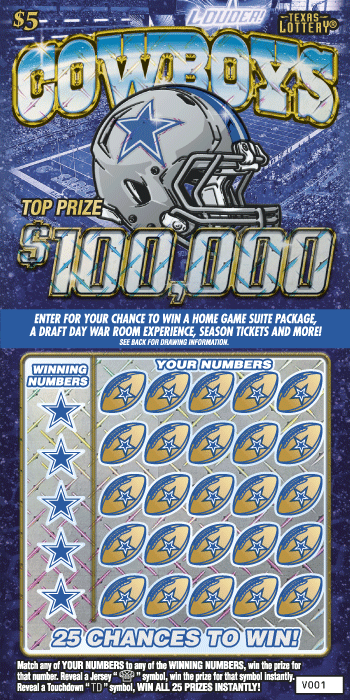 $5
LOUDER!
TEXAS
LOTTERY®
COWBOYS
TOP PRIZE
$100,000
ENTER FOR YOUR CHANCE TO WIN A HOME GAME SUITE PACKAGE,
A DRAFT DAY WAR ROOM EXPERIENCE, SEASON TICKETS AND MORE!
SEE BACK FOR DRAWING INFORMATION.
WINNING
NUMBERS
YOUR NUMBERS
25 CHANCES TO WIN!
Match any of YOUR NUMBERS to any of the WINNING NUMBERS, win the prize for
that number. Reveal a Jersey "" symbol, win the prize for that symbol instantly.
Reveal a Touchdown "TD" symbol, WIN ALL 25 PRIZES INSTANTLY!
V001